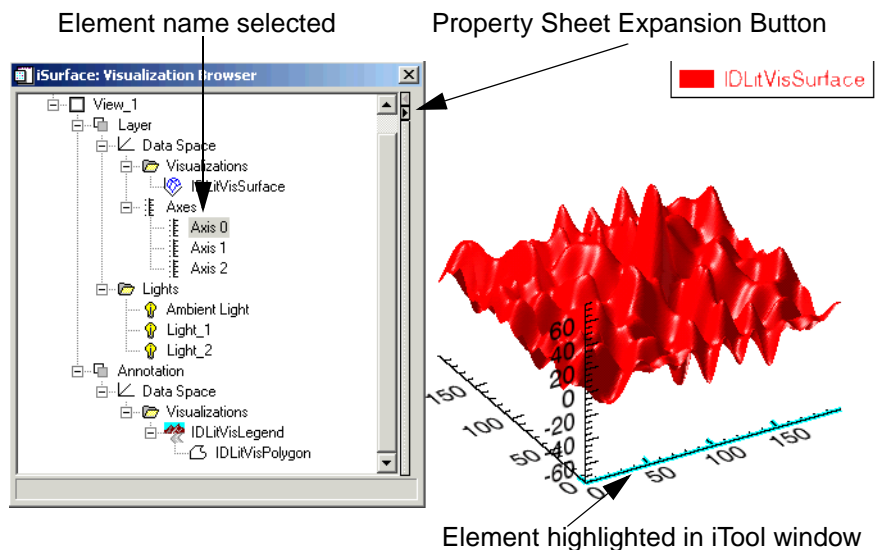 Element name selected
Property Sheet Expansion Button
iSurface: Visualization Browser
View_1
Layer
Data Space
Visualizations
IDLitVisSurface
Axes
Axis 0
Axis 1
Axis 2
Lights
Ambient Light
Light_1
Light_2
Annotation
Data Space
Visualizations
IDLitVisLegend
IDLitVisPolygon
IDLitVisSurface
60
40
20
0
-20
-40
-60
150
100
50
0
0
50
100
150
Element highlighted in iTool window